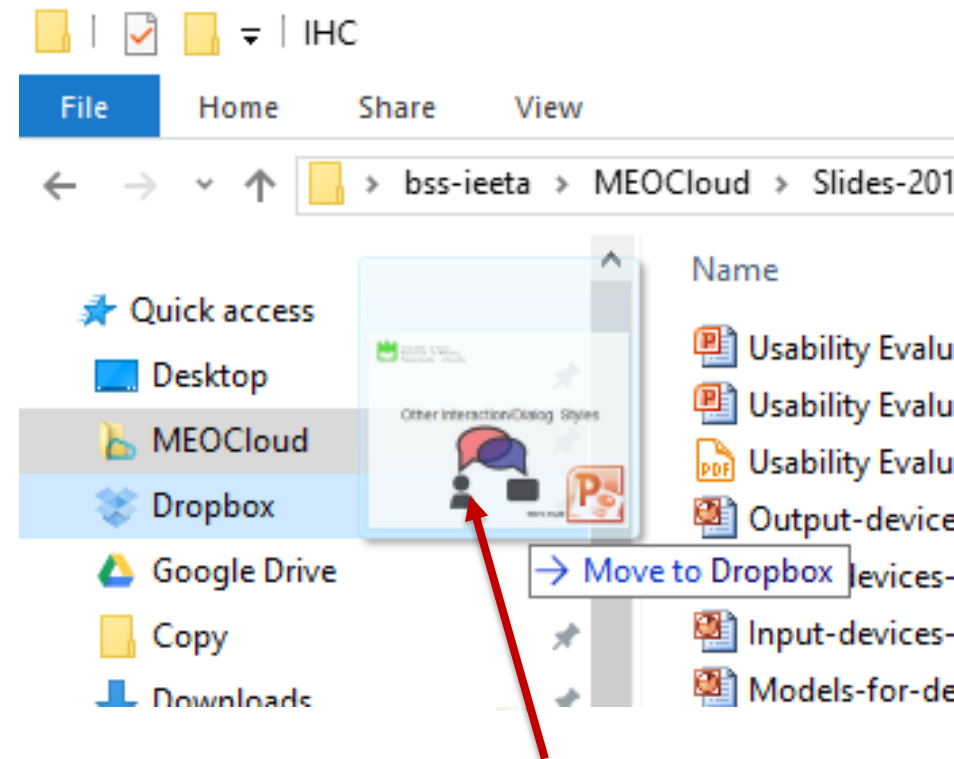 IHC
File Home Share View
bss-ieeta > MEOCloud > Slides-201
Name
Quick access
Desktop
MEOCloud
Dropbox
Google Drive
Copy
Downloads
Other Interaction/Dialog Styles
Move to Dropbox
Usability Evalu
Usability Evalu
PDF Usability Evalu
Output-device
levices-
Input-devices-
Models-for-de